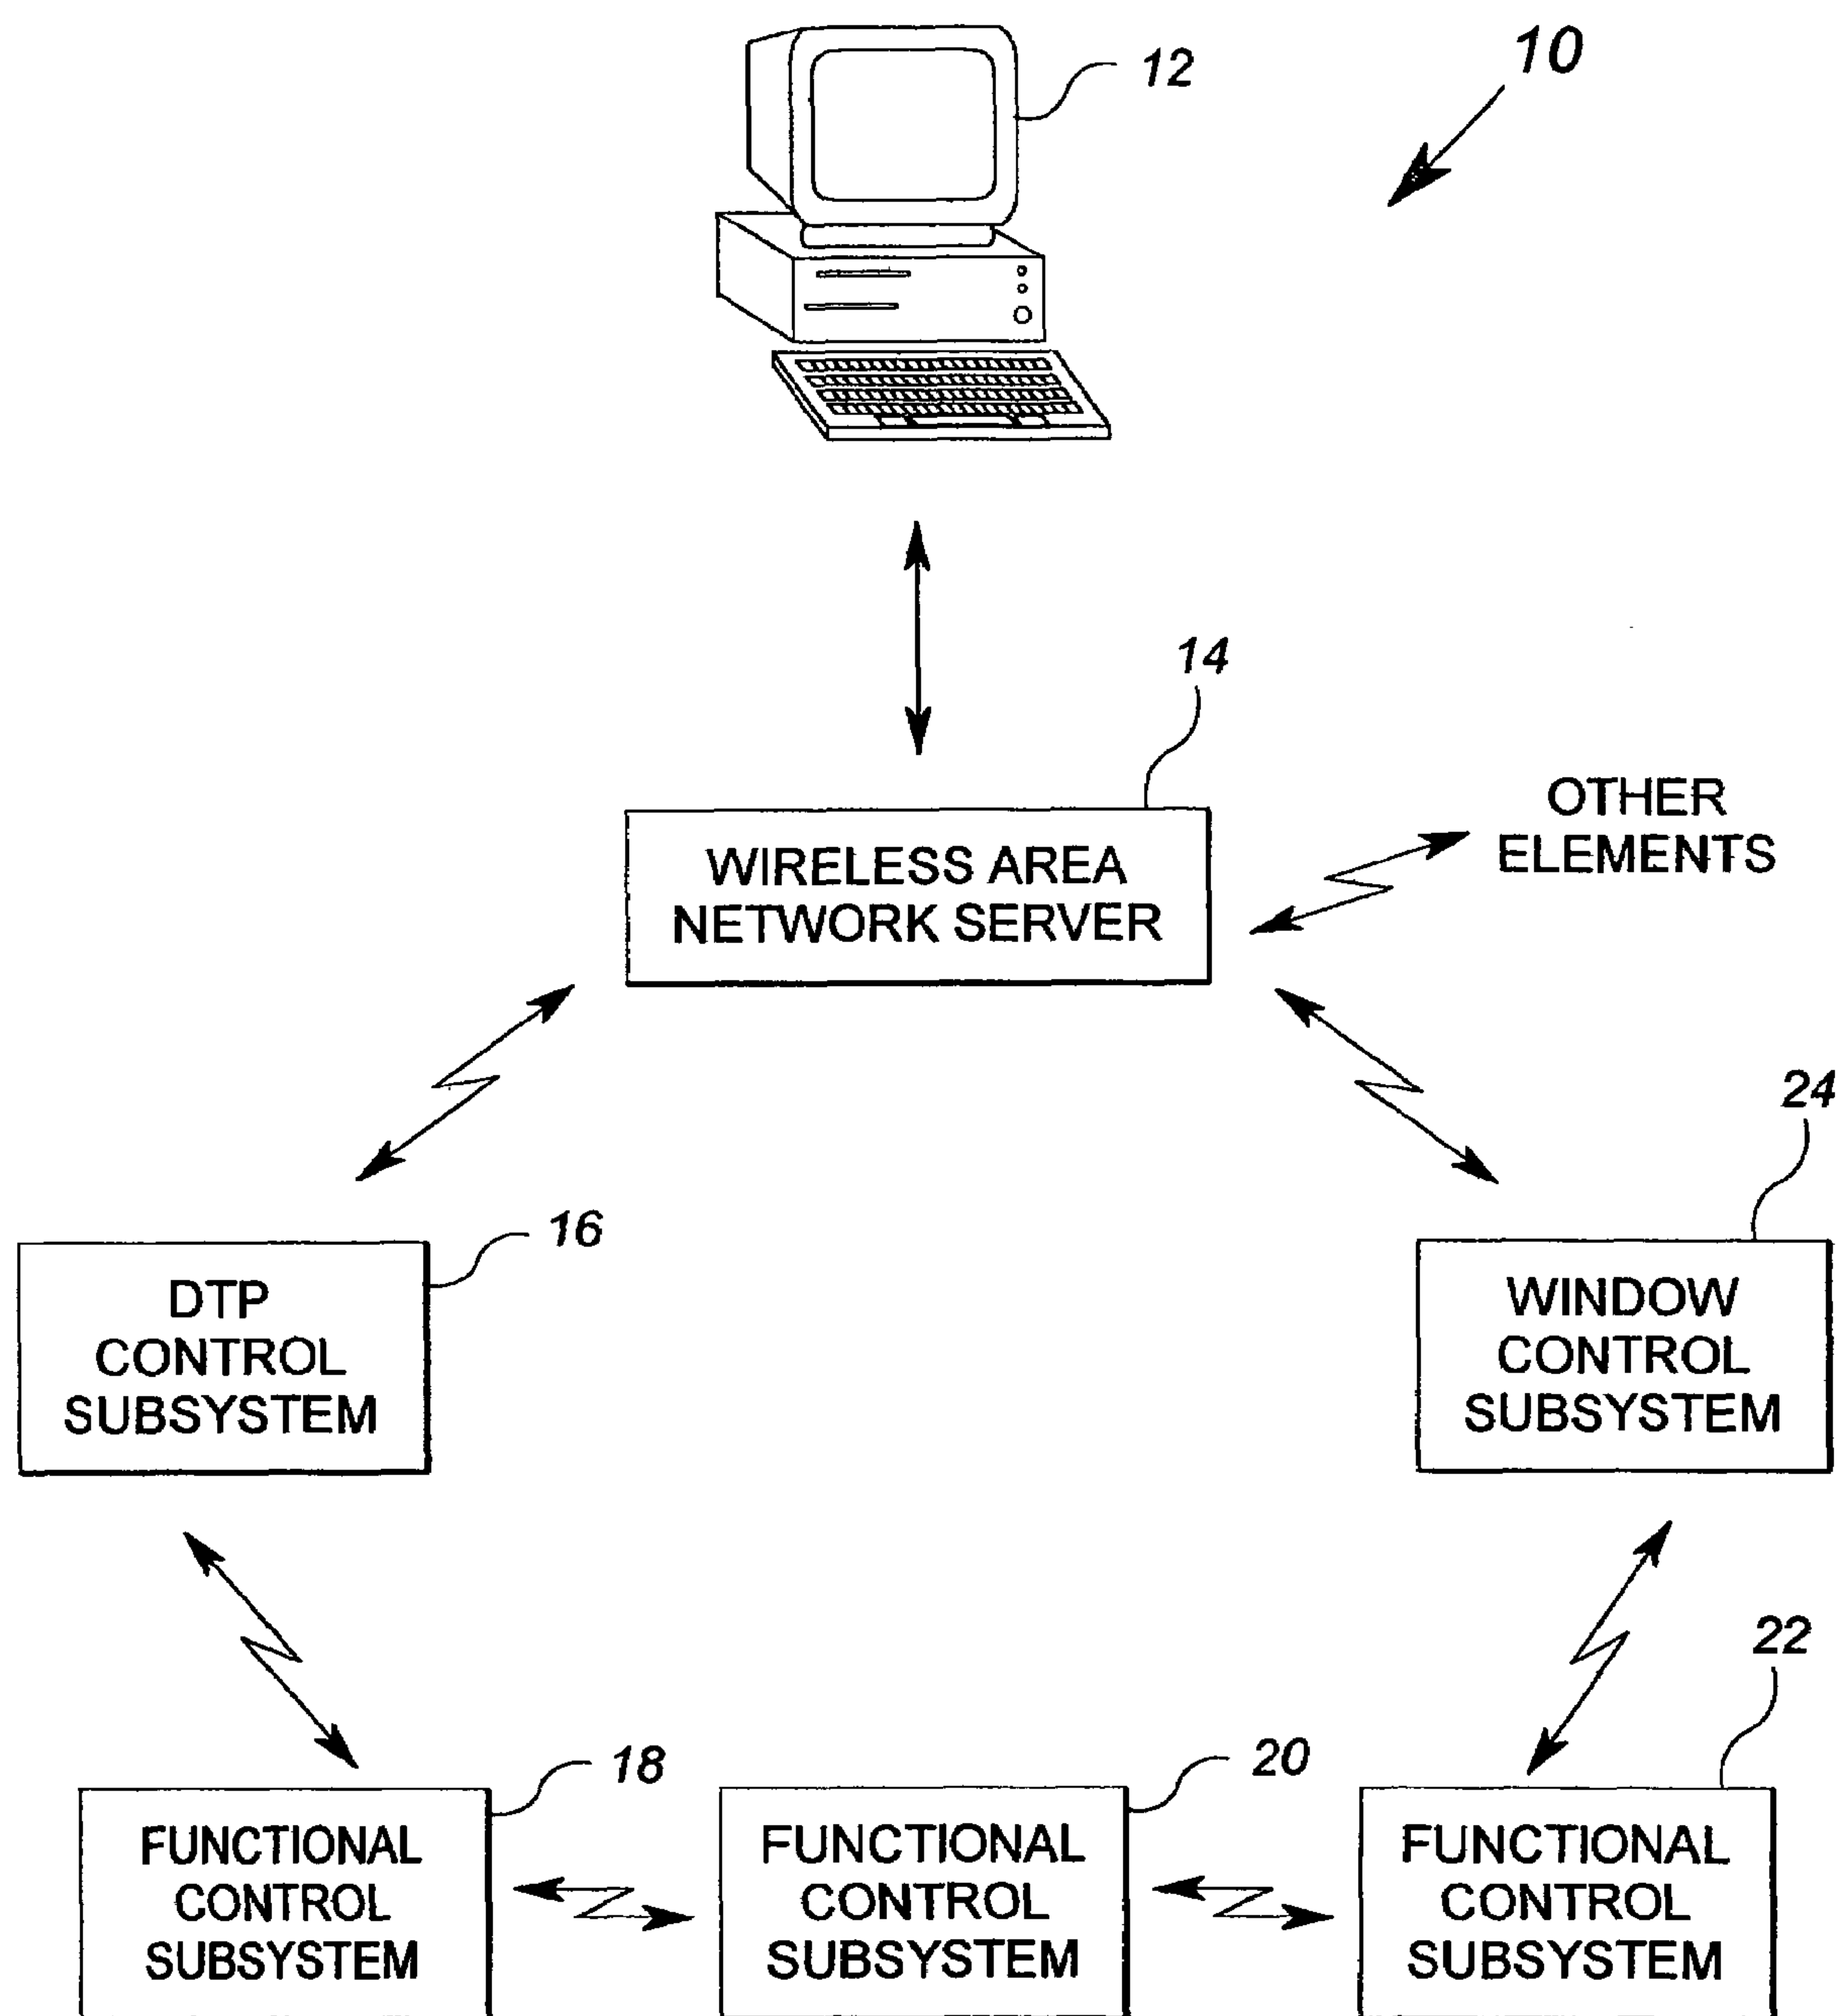 10
12
14
WIRELESS AREA
NETWORK SERVER
OTHER
ELEMENTS
24
16
DTP
CONTROL
SUBSYSTEM
WINDOW
CONTROL
SUBSYSTEM
22
18
20
FUNCTIONAL
CONTROL
SUBSYSTEM
FUNCTIONAL
CONTROL
SUBSYSTEM
FUNCTIONAL
CONTROL
SUBSYSTEM